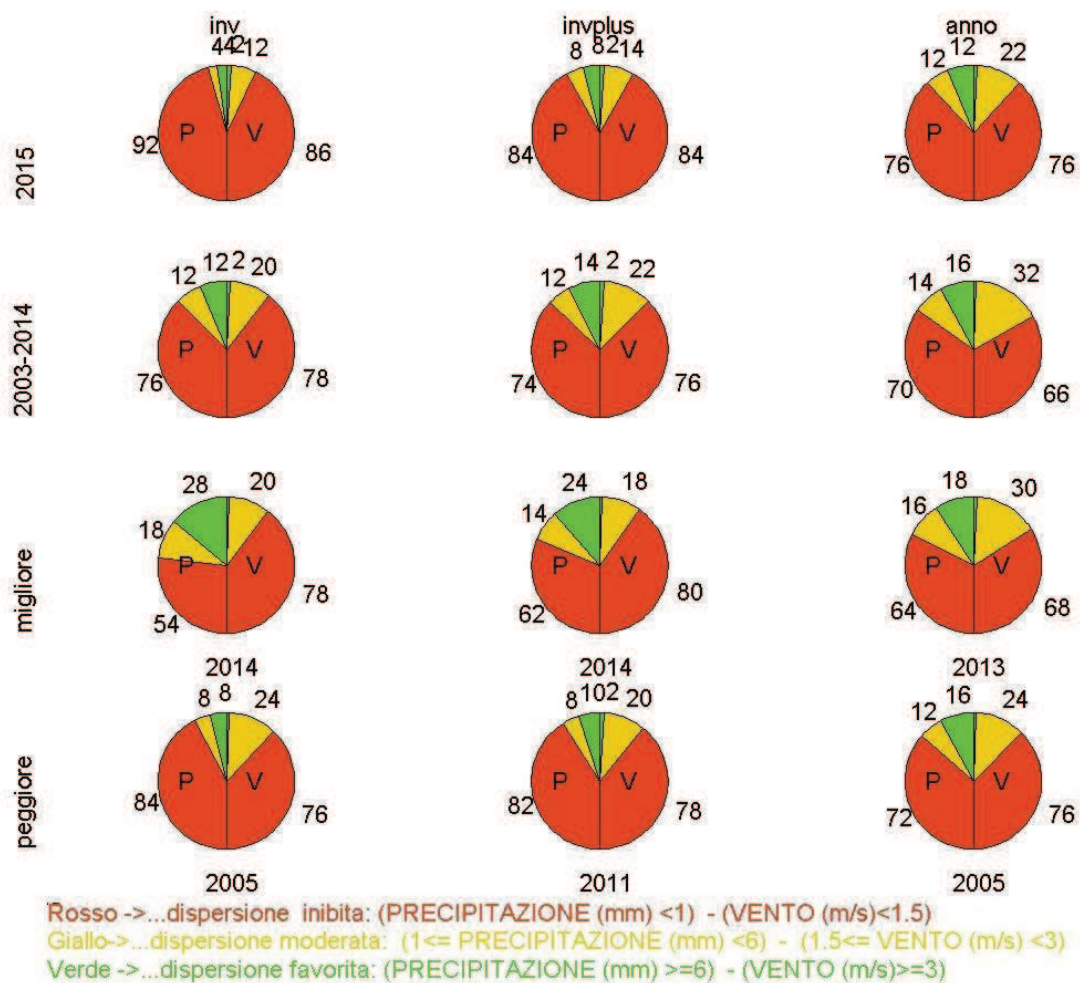 inv invplus anno
4 4 2 12 8 8 2 14 12 12 22
P V P V P V
92 86 84 84 76 76
2015
12 12 2 20 12 14 2 22 14 16 32
P V P V P V
76 78 74 76 70 66
2003-2014
18 28 20 14 24 18 16 18 30
P V P V P V
54 78 62 80 64 68
migliore
2014 2014 2013
8 8 24 8 10 2 20 12 16 24
P V P V P V
84 76 82 78 72 76
peggiore
2005 2011 2005
Rosso ->...dispersione inibita: (PRECIPITAZIONE (mm) <1) - (VENTO (m/s)<1.5)
Giallo->...dispersione moderata: (1<= PRECIPITAZIONE (mm) <6) - (1.5<= VENTO (m/s) <3)
Verde ->...dispersione favorita: (PRECIPITAZIONE (mm) >=6) - (VENTO (m/s)>=3)